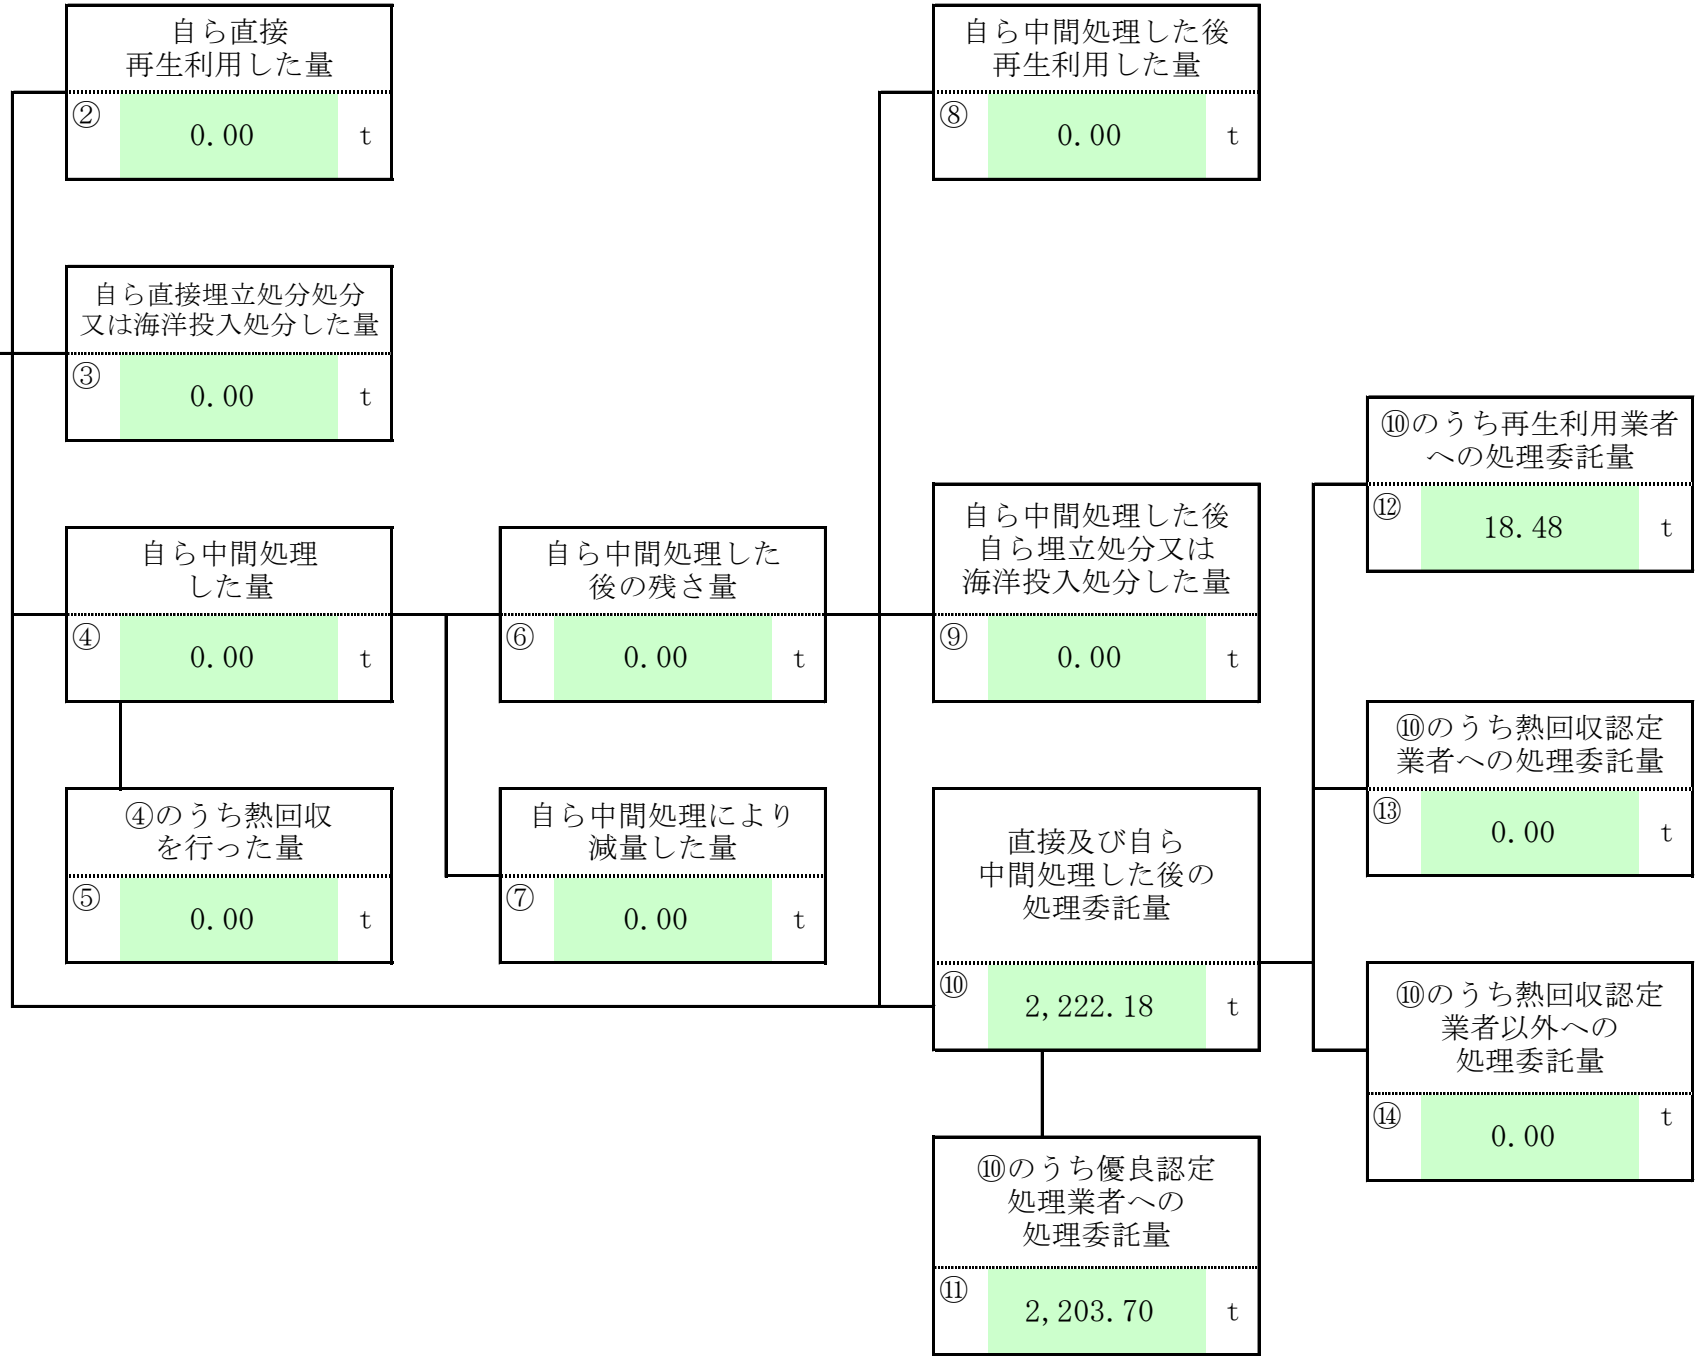 自ら直接
再生利用した量
② 0.00 t
自ら中間処理した後
再生利用した量
⑧ 0.00 t
自ら直接埋立処分処分
又は海洋投入処分した量
③ 0.00 t
⑩のうち再生利用業者
への処理委託量
⑫ 18.48 t
自ら中間処理
した量
④ 0.00 t
自ら中間処理した
後の残さ量
⑥ 0.00 t
自ら中間処理した後
自ら埋立処分又は
海洋投入処分した量
⑨ 0.00 t
⑩のうち熱回収認定
業者への処理委託量
⑬ 0.00 t
④のうち熱回収
を行った量
⑤ 0.00 t
自ら中間処理により
減量した量
⑦ 0.00 t
直接及び自ら
中間処理した後の
処理委託量
⑩ 2,222.18 t
⑩のうち熱回収認定
業者以外への
処理委託量
⑭ 0.00 t
⑩のうち優良認定
処理業者への
処理委託量
⑪ 2,203.70 t